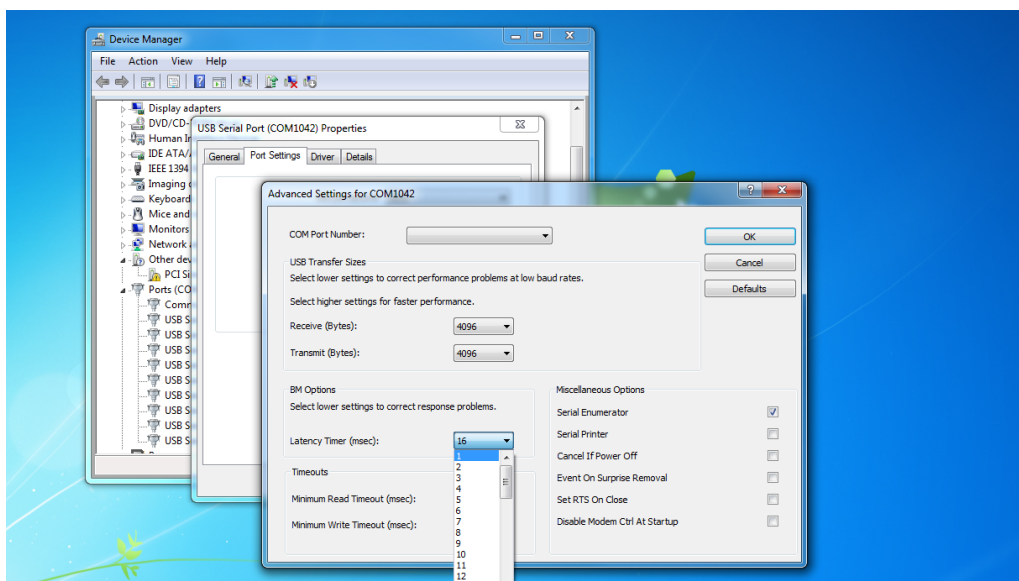 Device Manager
File Action View Help
Display adapters
DVD/CD-
Human In
IDE ATA/
IEEE 1394
Imaging
Keyboard
Mice and
Monitors
Network
Other dev
PCI Si
Ports (CO
Comm
USB S
USB S
USB S
USB S
USB S
USB S
USB S
USB S
USB S
USB Serial Port (COM1042) Properties
General Port Settings Driver Details
Advanced Settings for COM1042
COM Port Number:
OK
Cancel
Defaults
USB Transfer Sizes
Select lower settings to correct performance problems at low baud rates.
Select higher settings for faster performance.
Receive (Bytes): 4096
Transmit (Bytes): 4096
BM Options
Select lower settings to correct response problems.
Latency Timer (msec): 16
1
2
3
4
5
6
7
8
9
10
11
12
Timeouts
Minimum Read Timeout (msec):
Minimum Write Timeout (msec):
Miscellaneous Options
Serial Enumerator
Serial Printer
Cancel If Power Off
Event On Surprise Removal
Set RTS On Close
Disable Modem Ctrl At Startup